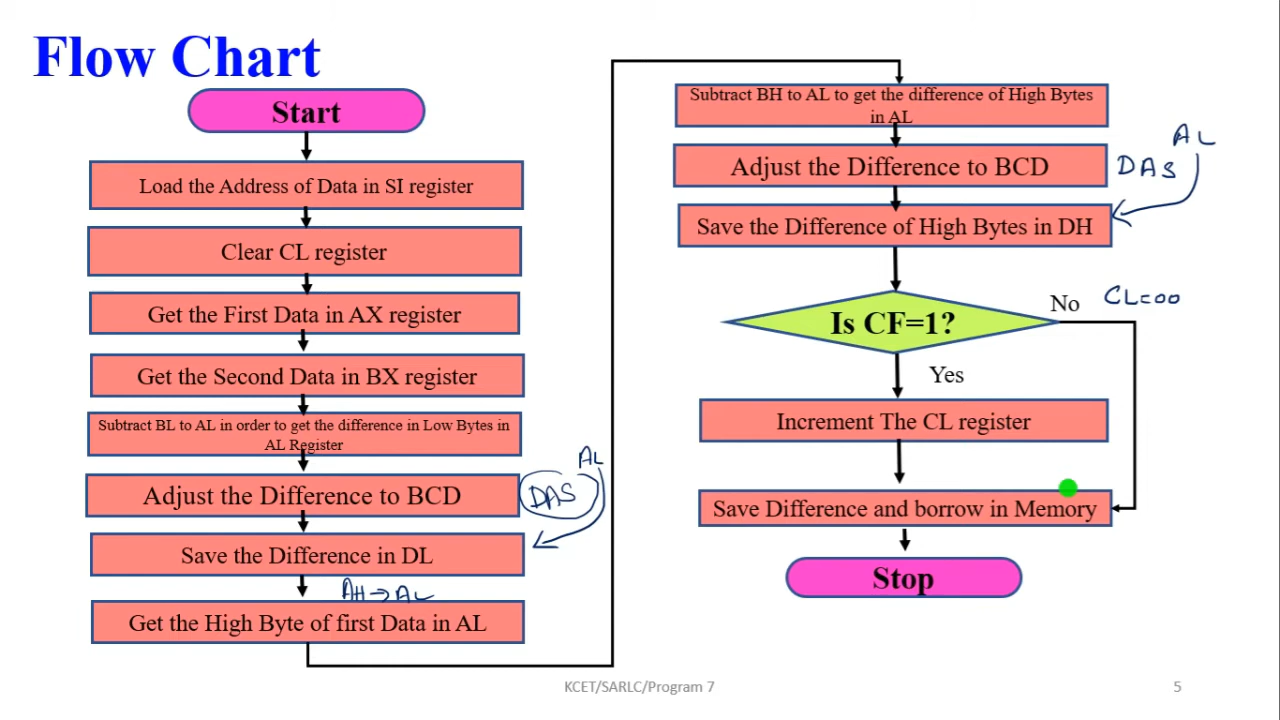 Flow Chart
Start
Load the Address of Data in SI register
Clear CL register
Get the First Data in AX register
Get the Second Data in BX register
Subtract BL to AL in order to get the difference in Low Bytes in
AL Register
AL
Adjust the Difference to BCD
DAS
Save the Difference in DL
AH→AL
Get the High Byte of first Data in AL
Subtract BH to AL to get the difference of High Bytes
in AL
AL
Adjust the Difference to BCD
DAS
Save the Difference of High Bytes in DH
Is CF=1?
No
CL=00
Yes
Increment The CL register
Save Difference and borrow in Memory
Stop
KCET/SARLC/Program 7
5